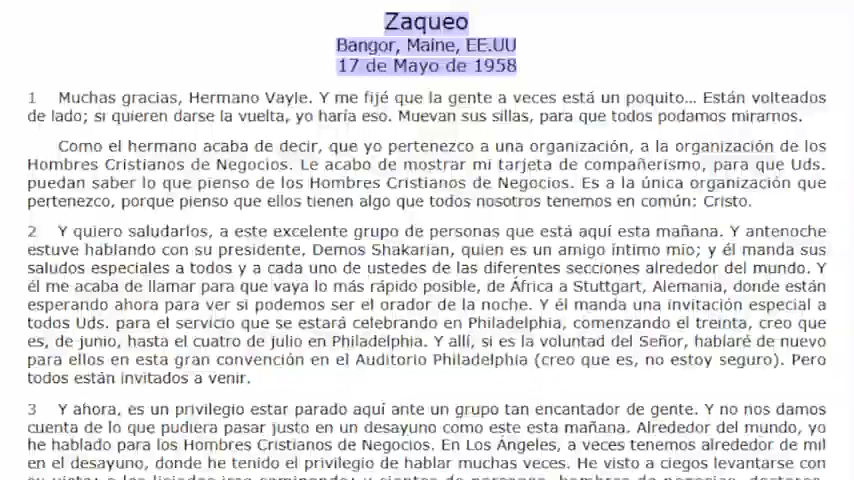 Zaqueo
Bangor, Maine, EE.UU
17 de Mayo de 1958
1 Muchas gracias, Hermano Vayle. Y me fijé que la gente a veces está un poquito... Están volteados
de lado; si quieren darse la vuelta, yo haría eso. Muevan sus sillas, para que todos podamos mirarnos.
Como el hermano acaba de decir, que yo pertenezco a una organización, a la organización de los
Hombres Cristianos de Negocios. Le acabo de mostrar mi tarjeta de compañerismo, para que Uds.
puedan saber lo que pienso de los Hombres Cristianos de Negocios. Es a la única organización que
pertenezco, porque pienso que ellos tienen algo que todos nosotros tenemos en común: Cristo.
2 Y quiero saludarlos, a este excelente grupo de personas que está aquí esta mañana. Y antenoche
estuve hablando con su presidente, Demos Shakarian, quien es un amigo íntimo mio; y él manda sus
saludos especiales a todos y a cada uno de ustedes de las diferentes secciones alrededor del mundo. Y
él me acaba de llamar para que vaya lo más rápido posible, de África a Stuttgart, Alemania, donde están
esperando ahora para ver si podemos ser el orador de la noche. Y él manda una invitación especial a
todos Uds. para el servicio que se estará celebrando en Philadelphia, comenzando el treinta, creo que
es, de junio, hasta el cuatro de julio en Philadelphia. Y allí, si es la voluntad del Señor, hablaré de nuevo
para ellos en esta gran convención en el Auditorio Philadelphia (creo que es, no estoy seguro). Pero
todos están invitados a venir.
3 Y ahora, es un privilegio estar parado aquí ante un grupo tan encantador de gente. Y no nos damos
cuenta de lo que pudiera pasar justo en un desayuno como este esta mañana. Alrededor del mundo, yo
he hablado para los Hombres Cristianos de Negocios. En Los Ángeles, a veces tenemos alrededor de mil
en el desayuno, donde he tenido el privilegio de hablar muchas veces. He visto a ciegos levantarse con